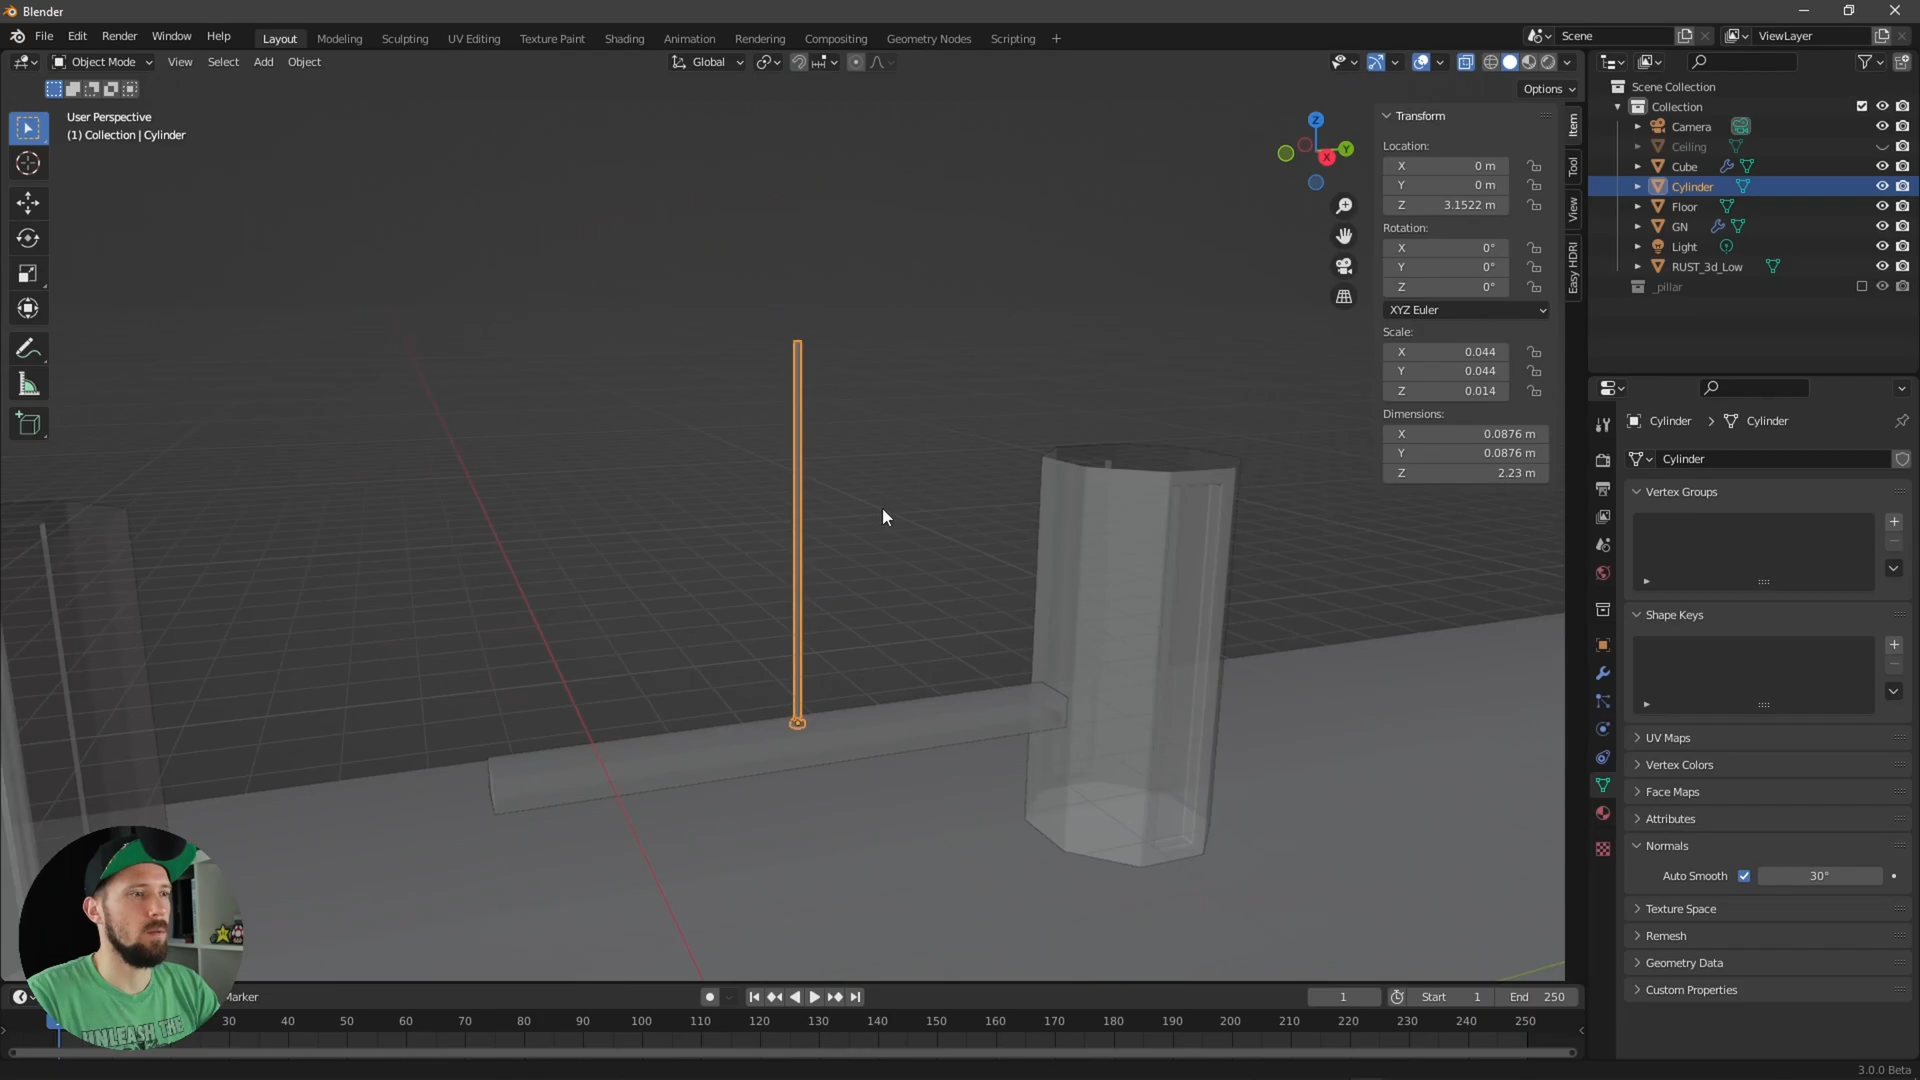 Blender
File Edit Render Window Help
Layout Modeling Sculpting UV Editing Texture Paint Shading Animation Rendering Compositing Geometry Nodes Scripting +
Scene
ViewLayer
Object Mode View Select Add Object
Global
Options
User Perspective
(1) Collection | Cylinder
Z
Y
X
Transform
Location:
X 0 m
Y 0 m
Z 3.1522 m
Rotation:
X 0°
Y 0°
Z 0°
XYZ Euler
Scale:
X 0.044
Y 0.044
Z 0.014
Dimensions:
X 0.0876 m
Y 0.0876 m
Z 2.23 m
Item
Tool
View
Easy HDRI
Scene Collection
Collection
Camera
Ceiling
Cube
Cylinder
Floor
GN
Light
RUST_3d_Low
_pillar
Cylinder > Cylinder
Cylinder
Vertex Groups
Shape Keys
UV Maps
Vertex Colors
Face Maps
Attributes
Normals
Auto Smooth 30°
Texture Space
Remesh
Geometry Data
Custom Properties
Marker
1 Start 1 End 250
30 40 50 60 70 80 90 100 110 120 130 140 150 160 170 180 190 200 210 220 230 240 250
UNLEASH THE
3.0.0 Beta